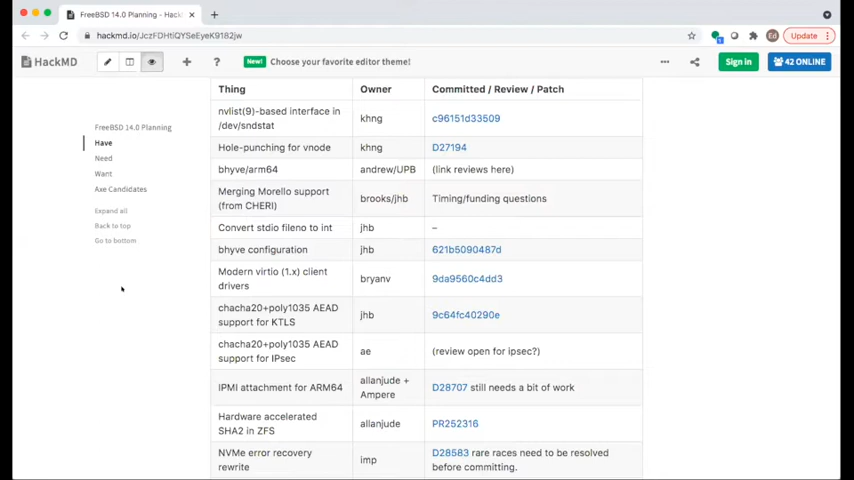 FreeBSD 14.0 Planning - HackM
hackmd.io/JczFDHtiQYSeEyeK9182jw
Ed
Update
HackMD
New!
Choose your favorite editor theme!
Sign in
42 ONLINE
FreeBSD 14.0 Planning
Have
Need
Want
Axe Candidates
Expand all
Back to top
Go to bottom
Thing Owner Committed / Review / Patch
nvlist(9)-based interface in
/dev/sndstat
khng
c96151d33509
Hole-punching for vnode khng D27194
bhyve/arm64 andrew/UPB (link reviews here)
Merging Morello support
(from CHERI)
brooks/jhb
Timing/funding questions
Convert stdio fileno to int jhb –
bhyve configuration jhb 621b5090487d
Modern virtio (1.x) client
drivers
bryanv
9da9560c4dd3
chacha20+poly1035 AEAD
support for KTLS
jhb
9c64fc40290e
chacha20+poly1035 AEAD
support for IPsec
ae
(review open for ipsec?)
IPMI attachment for ARM64
allanjude +
Ampere
D28707 still needs a bit of work
Hardware accelerated
SHA2 in ZFS
allanjude
PR252316
NVMe error recovery
rewrite
imp
D28583 rare races need to be resolved
before committing.